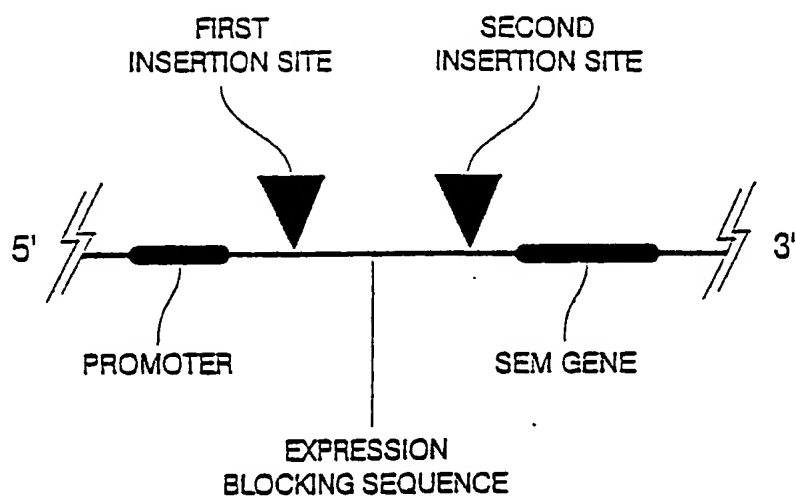 FIRST
INSERTION SITE
SECOND
INSERTION SITE
5'
3'
PROMOTER
SEM GENE
EXPRESSION
BLOCKING SEQUENCE